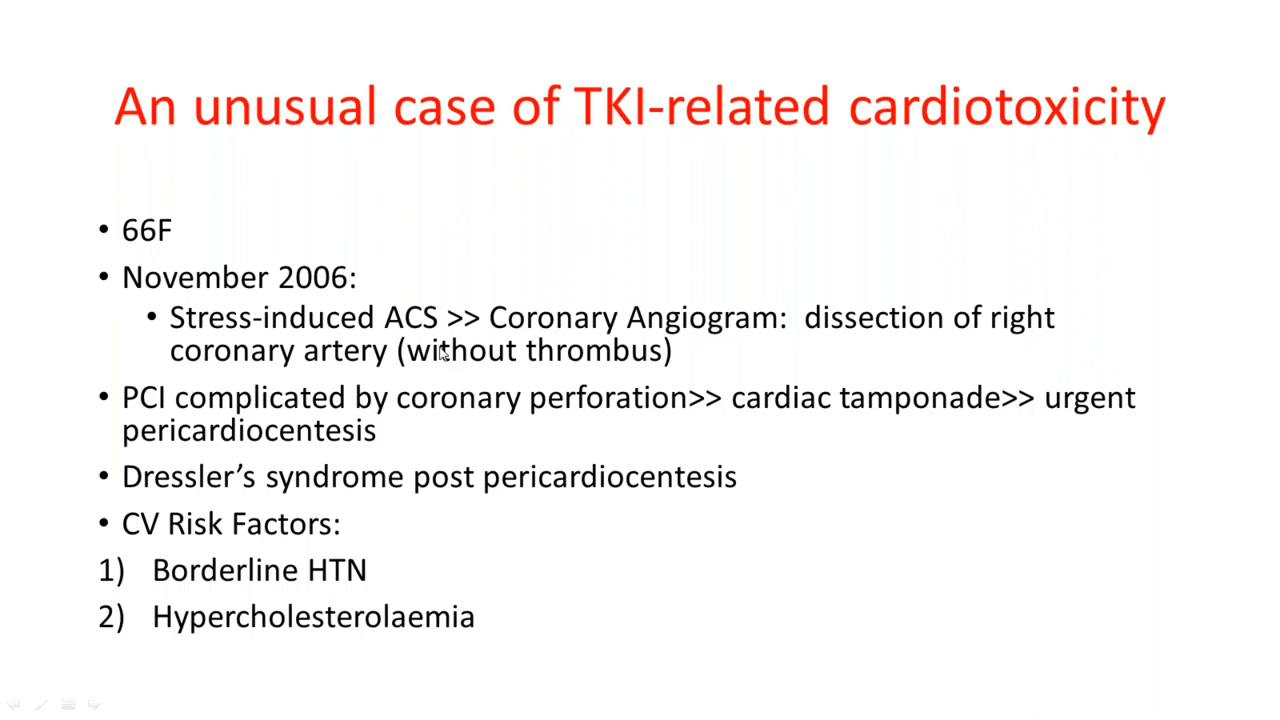 An unusual case of TKI-related cardiotoxicity
• 66F
• November 2006:
• Stress-induced ACS >> Coronary Angiogram:  dissection of right
coronary artery (without thrombus)
• PCI complicated by coronary perforation>> cardiac tamponade>> urgent
pericardiocentesis
• Dressler’s syndrome post pericardiocentesis
• CV Risk Factors:
1) Borderline HTN
2) Hypercholesterolaemia